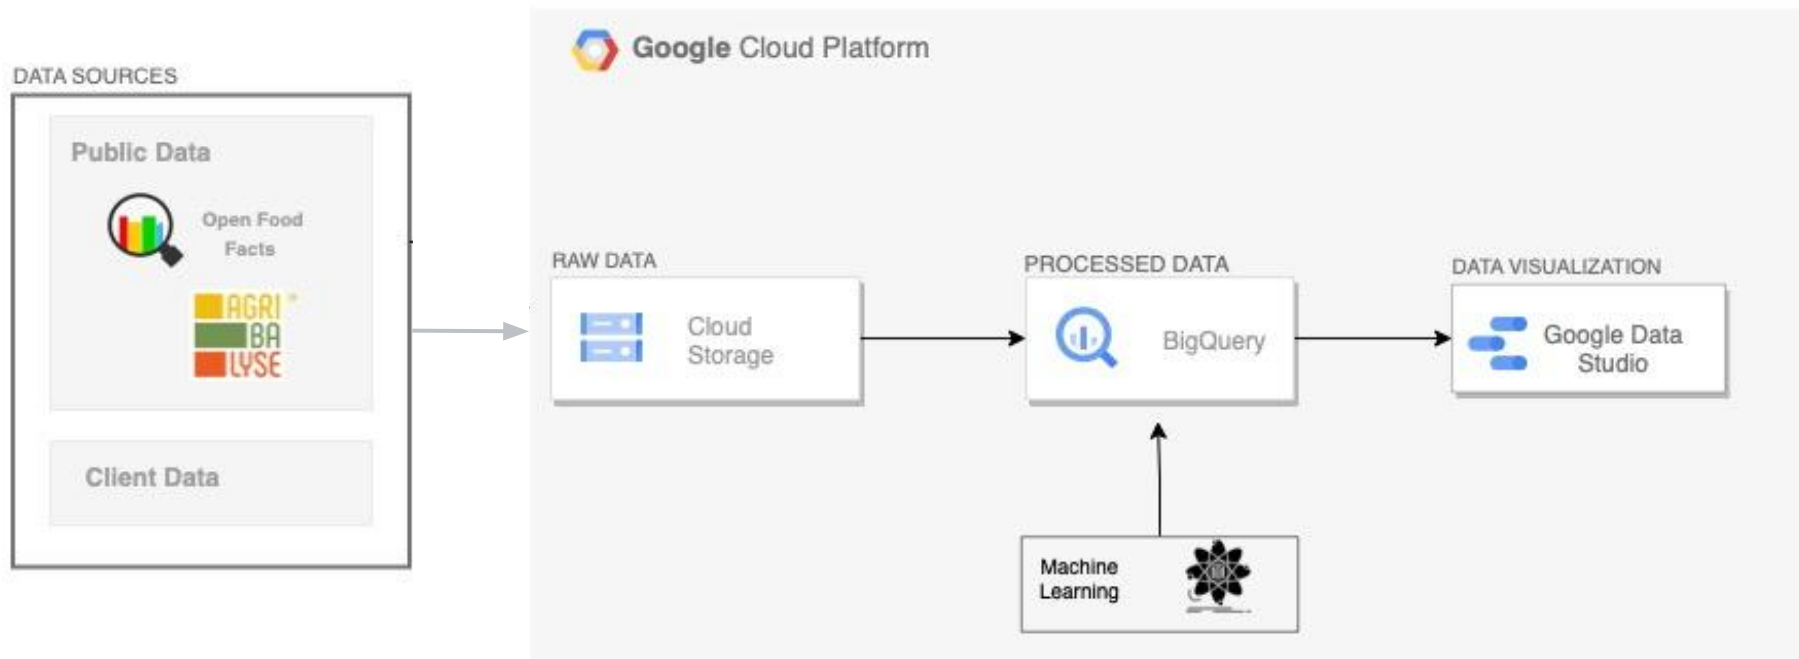 Google Cloud Platform
DATA SOURCES
Public Data
Open Food
Facts
AGRI
BA
LYSE
Client Data
RAW DATA
Cloud
Storage
PROCESSED DATA
BigQuery
DATA VISUALIZATION
Google Data
Studio
Machine
Learning